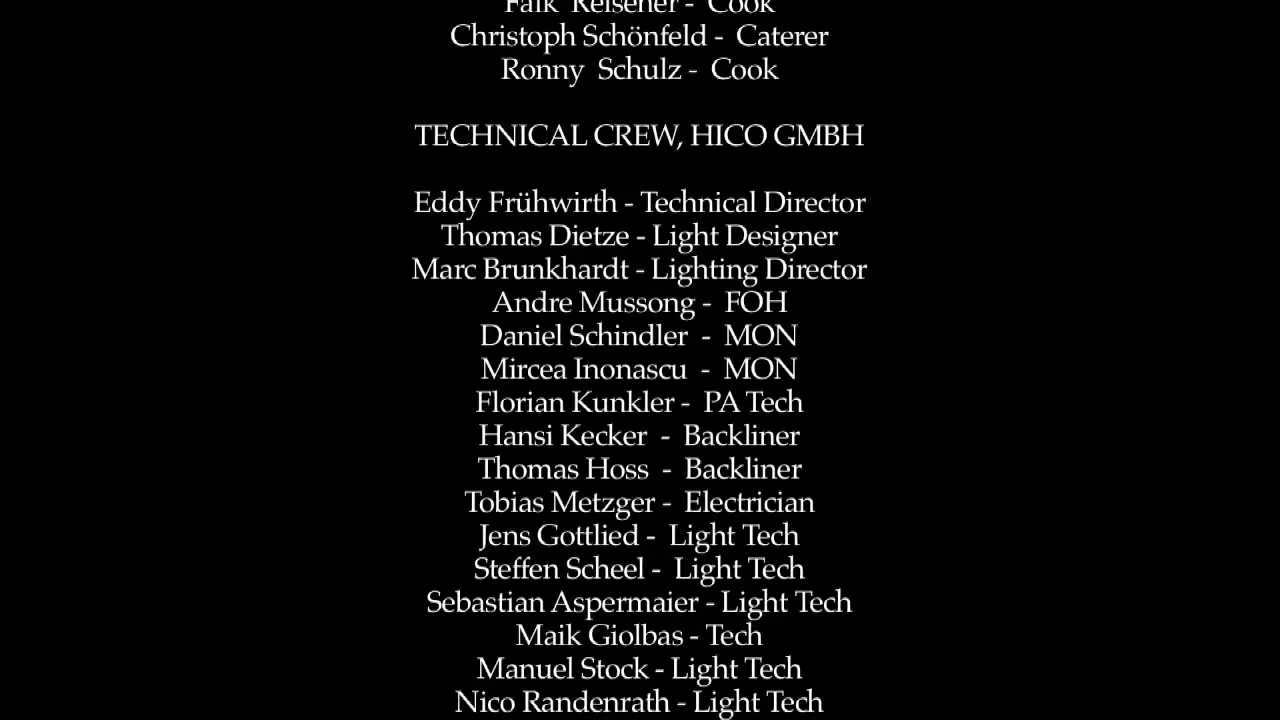 Falk Reisener - Cook
Christoph Schönfeld - Caterer
Ronny Schulz - Cook
TECHNICAL CREW, HICO GMBH
Eddy Frühwirth - Technical Director
Thomas Dietze - Light Designer
Marc Brunkhardt - Lighting Director
Andre Mussong - FOH
Daniel Schindler - MON
Mircea Inonascu - MON
Florian Kunkler - PA Tech
Hansi Kecker - Backliner
Thomas Hoss - Backliner
Tobias Metzger - Electrician
Jens Gottlied - Light Tech
Steffen Scheel - Light Tech
Sebastian Aspermaier - Light Tech
Maik Giolbas - Tech
Manuel Stock - Light Tech
Nico Randenrath - Light Tech